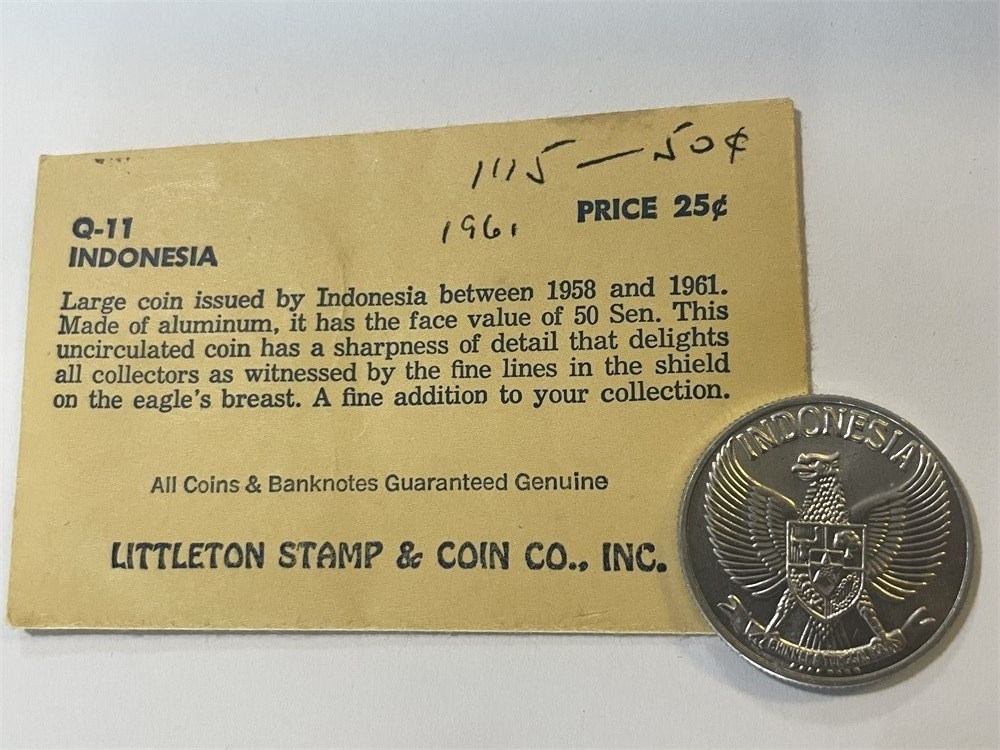 1115 — 50¢
1961
PRICE 25¢
Q-11
INDONESIA
Large coin issued by Indonesia between 1958 and 1961.
Made of aluminum, it has the face value of 50 Sen. This
uncirculated coin has a sharpness of detail that delights
all collectors as witnessed by the fine lines in the shield
on the eagle's breast. A fine addition to your collection.
All Coins & Banknotes Guaranteed Genuine
LITTLETON STAMP & COIN CO., INC.
INDONESIA